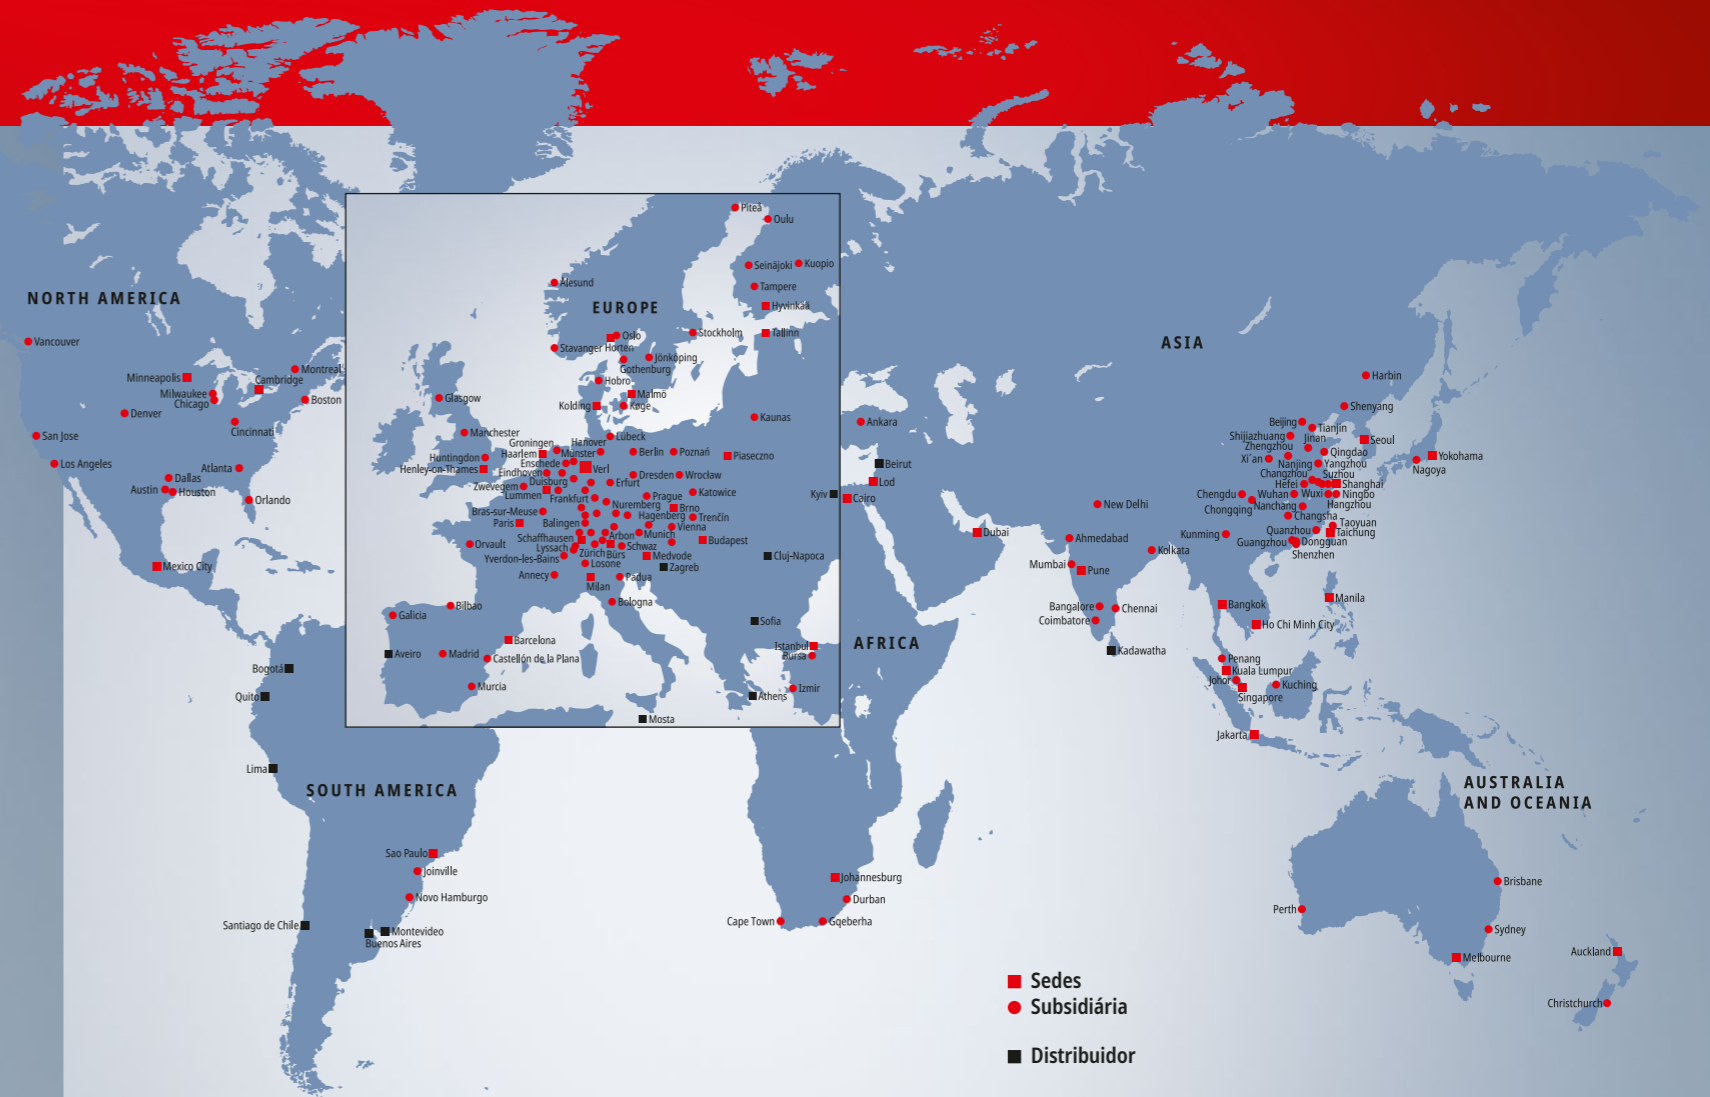 NORTH AMERICA
Vancouver
Minneapolis
Montreal
Cambridge
Milwaukee
Chicago
Boston
Denver
Cincinnati
San Jose
Los Angeles
Atlanta
Dallas
Austin
Houston
Orlando
Mexico City
SOUTH AMERICA
Bogotá
Quito
Lima
Sao Paulo
Joinville
Novo Hamburgo
Santiago de Chile
Montevideo
Buenos Aires
EUROPE
Piteå
Oulu
Seinäjoki
Kuopio
Ålesund
Tampere
Hyvinkää
Oslo
Stockholm
Tallinn
Stavanger
Horten
Jönköping
Gothenburg
Hobro
Malmö
Kolding
Køge
Glasgow
Kaunas
Manchester
Lübeck
Groningen
Hanover
Haarlem
Münster
Berlin
Poznań
Piaseczno
Huntingdon
Enschede
Verl
Henley-on-Thames
Eindhoven
Dresden
Wrocław
Zwevegem
Duisburg
Erfurt
Lummen
Frankfurt
Prague
Katowice
Kyiv
Nuremberg
Brno
Bras-sur-Meuse
Hagenberg
Trenčín
Paris
Balingen
Vienna
Arbon
Munich
Schaffhausen
Budapest
Orvault
Lyssach
Zürich
Bürs
Schwaz
Medvode
Cluj-Napoca
Yverdon-les-Bains
Losone
Zagreb
Annecy
Milan
Padua
Bologna
Bilbao
Galicia
Sofia
Barcelona
Istanbul
Bursa
Aveiro
Madrid
Castellón de la Plana
Murcia
Izmir
Athens
Mosta
AFRICA
Cairo
Johannesburg
Durban
Cape Town
Gqeberha
ASIA
Ankara
Beirut
Lod
Dubai
New Delhi
Ahmedabad
Kolkata
Mumbai
Pune
Bangalore
Chennai
Coimbatore
Kadawatha
Harbin
Shenyang
Beijing
Tianjin
Shijiazhuang
Jinan
Seoul
Zhengzhou
Qingdao
Yokohama
Xi´an
Nanjing
Yangzhou
Nagoya
Changzhou
Suzhou
Hefei
Shanghai
Chengdu
Wuhan
Wuxi
Ningbo
Chongqing
Nanchang
Hangzhou
Changsha
Taoyuan
Kunming
Quanzhou
Taichung
Guangzhou
Dongguan
Shenzhen
Manila
Bangkok
Ho Chi Minh City
Penang
Kuala Lumpur
Johor
Kuching
Singapore
Jakarta
AUSTRALIA
AND OCEANIA
Brisbane
Perth
Sydney
Melbourne
Auckland
Christchurch
Sedes
Subsidiária
Distribuidor